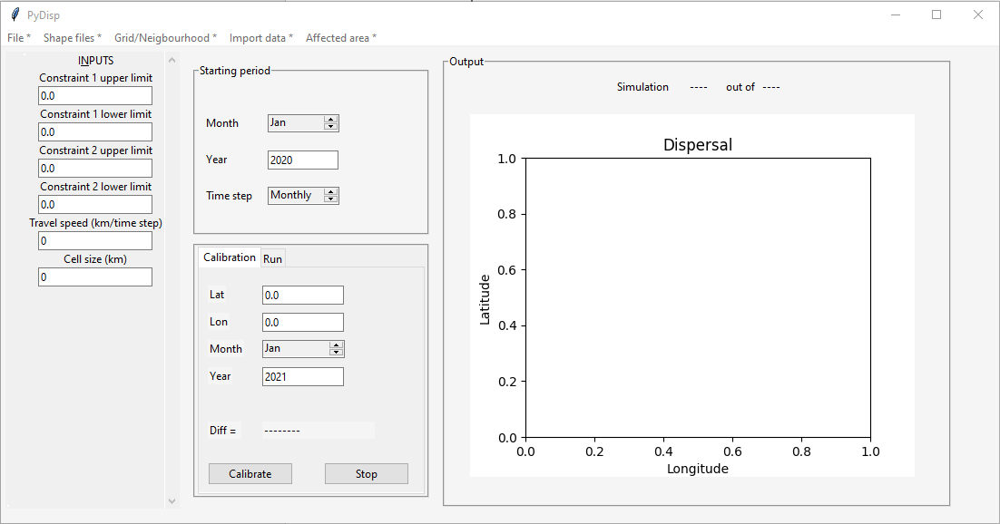 PyDisp
File * Shape files * Grid/Neigbourhood * Import data * Affected area *
INPUTS
Constraint 1 upper limit
0.0
Constraint 1 lower limit
0.0
Constraint 2 upper limit
0.0
Constraint 2 lower limit
0.0
Travel speed (km/time step)
0
Cell size (km)
0
Starting period
Month Jan
Year 2020
Time step Monthly
Calibration Run
Lat 0.0
Lon 0.0
Month Jan
Year 2021
Diff = --------
Calibrate Stop
Output
Simulation ---- out of ----
Dispersal
1.0
0.8
0.6
0.4
0.2
0.0
Latitude
0.0 0.2 0.4 0.6 0.8 1.0
Longitude